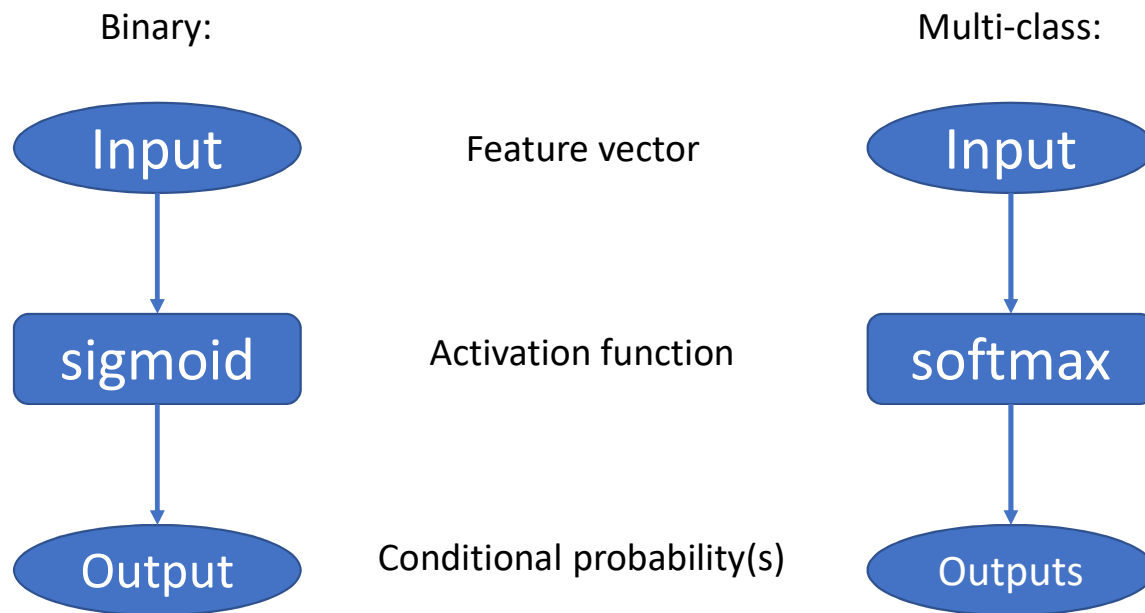 Binary:
Multi-class:
Input
Feature vector
Input
sigmoid
Activation function
softmax
Output
Conditional probability(s)
Outputs